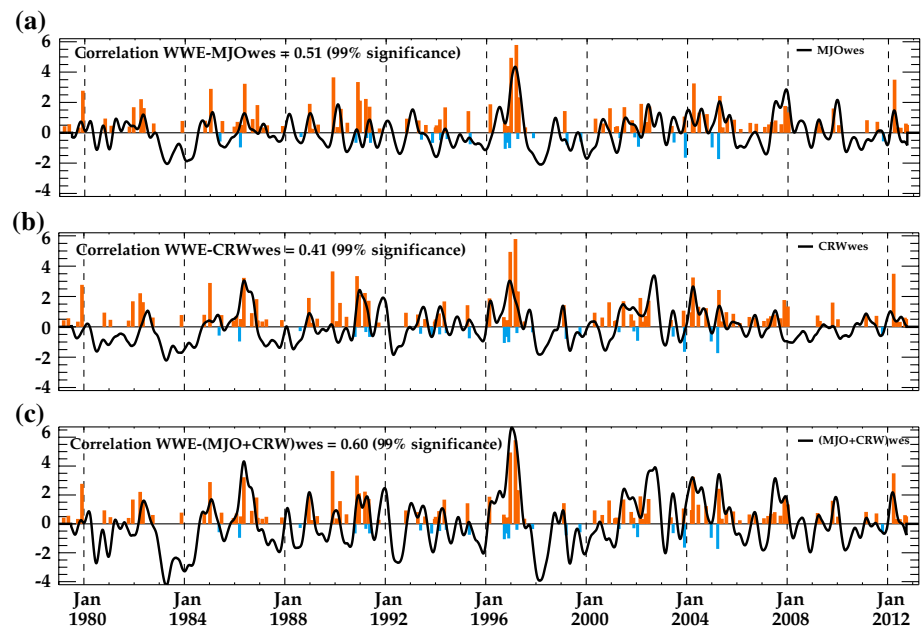 (a)
Correlation WWE-MJOwes = 0.51 (99% significance)
MJOwes
6
4
2
0
-2
-4
(b)
Correlation WWE-CRWwes = 0.41 (99% significance)
CRWwes
6
4
2
0
-2
-4
(c)
Correlation WWE-(MJO+CRW)wes = 0.60 (99% significance)
(MJO+CRW)wes
6
4
2
0
-2
-4
Jan Jan Jan Jan Jan Jan Jan Jan Jan
1980 1984 1988 1992 1996 2000 2004 2008 2012